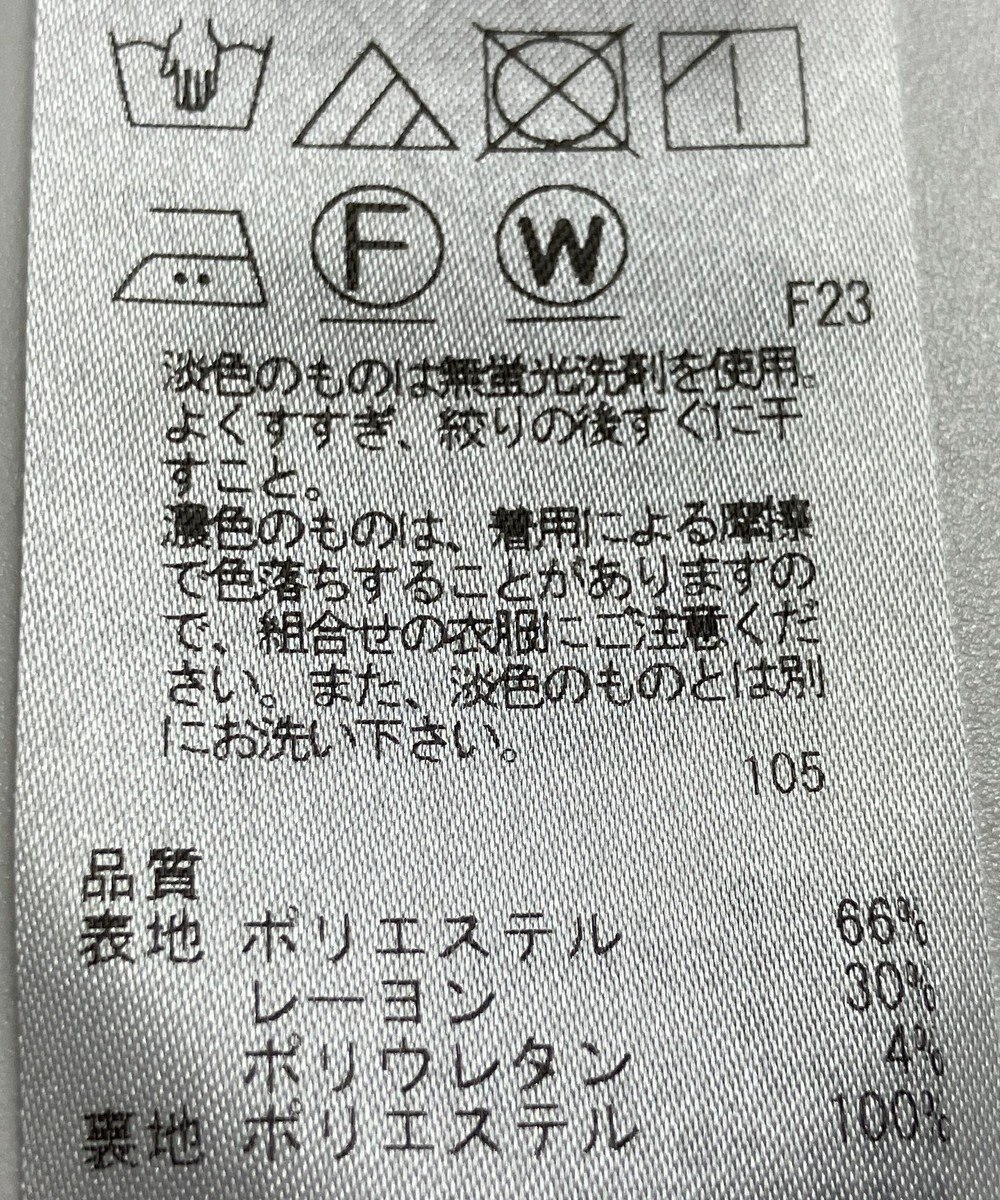 F W
F23
淡色のものは無蛍光洗剤を使用。
よくすすぎ、絞りの後すぐに干
すこと。
濃色のものは、着用による摩擦
で色落ちすることがありますの
で、組合せの衣服にご注意くだ
さい。また、淡色のものとは別
にお洗い下さい。
105
品質
表地 ポリエステル 66%
レーヨン 30%
ポリウレタン 4%
裏地 ポリエステル 100%